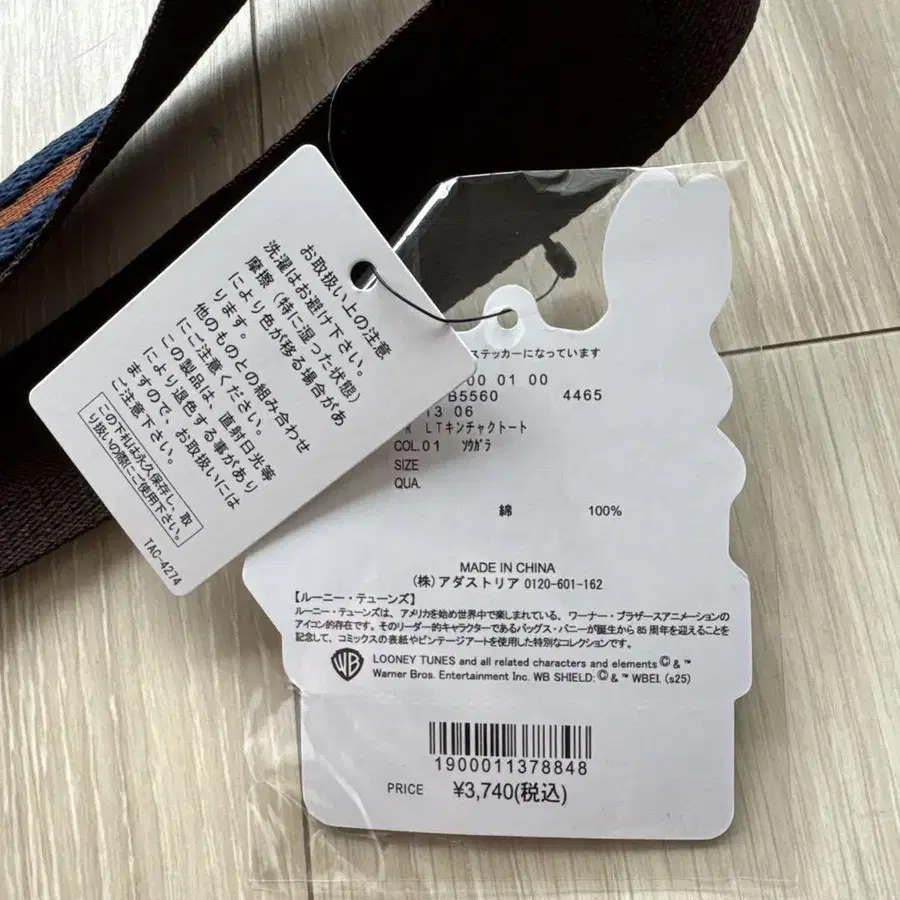 お取扱い上の注意
洗濯はお避け下さい。
摩擦（特に湿った状態）
により色が移る場合があ
ります。
他のものとの組み合わせ
にご注意ください。
この製品は、直射日光等
により退色する事があり
ますので、お取扱いには
ご注意下さい。
この下札は永久保存し、取
り扱いの際にご使用下さい。
TAC-4274
ステッカーになっています
00 01 00
B5560 4465
13 06
R LTキンチャクトート
COL.01 ソウガラ
SIZE
QUA.
綿 100%
MADE IN CHINA
(株) アダストリア 0120-601-162
【ルーニー・テューンズ】
ルーニー・テューンズは、アメリカを始め世界中で楽しまれている、ワーナー・ブラザースアニメーションの
アイコン的存在です。そのリーダー的キャラクターであるバッグス・バニーが誕生から 85 周年を迎えることを
記念して、コミックスの表紙やビンテージアートを使用した特別なコレクションです。
WB
LOONEY TUNES and all related characters and elements © & ™
Warner Bros. Entertainment Inc. WB SHIELD: © & ™ WBEI. (s25)
1900011378848
PRICE ¥3,740(税込)